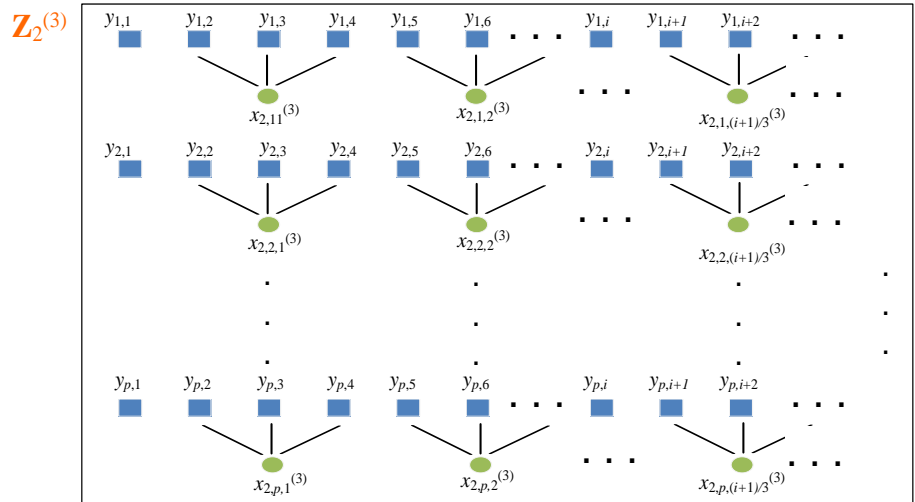 Z₂⁽³⁾
y₁,₁ y₁,₂ y₁,₃ y₁,₄ y₁,₅ y₁,₆ y₁,ᵢ y₁,ᵢ₊₁ y₁,ᵢ₊₂
. . . . . .
. . . . . .
x₂,₁₁⁽³⁾ x₂,₁,₂⁽³⁾ x₂,₁,₍ᵢ₊₁₎/₃⁽³⁾
y₂,₁ y₂,₂ y₂,₃ y₂,₄ y₂,₅ y₂,₆ y₂,ᵢ y₂,ᵢ₊₁ y₂,ᵢ₊₂
. . . . . .
. . . . . .
x₂,₂,₁⁽³⁾ x₂,₂,₂⁽³⁾ x₂,₂,₍ᵢ₊₁₎/₃⁽³⁾
. . . .
. . . .
. . . .
yₚ,₁ yₚ,₂ yₚ,₃ yₚ,₄ yₚ,₅ yₚ,₆ yₚ,ᵢ yₚ,ᵢ₊₁ yₚ,ᵢ₊₂
. . . . . .
. . . . . .
x₂,ₚ,₁⁽³⁾ x₂,ₚ,₂⁽³⁾ x₂,ₚ,₍ᵢ₊₁₎/₃⁽³⁾